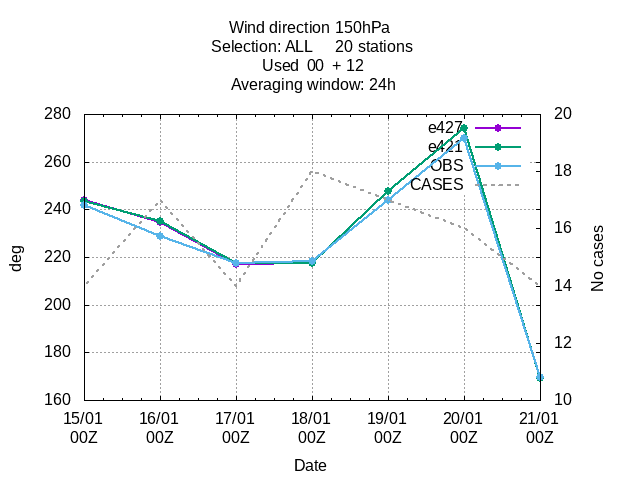 Wind direction 150hPa
Selection: ALL 20 stations
Used 00 + 12
Averaging window: 24h
280
260
240
220
200
180
160
20
18
16
14
12
10
deg
No cases
e427
e421
OBS
CASES
15/01 16/01 17/01 18/01 19/01 20/01 21/01
00Z 00Z 00Z 00Z 00Z 00Z 00Z
Date